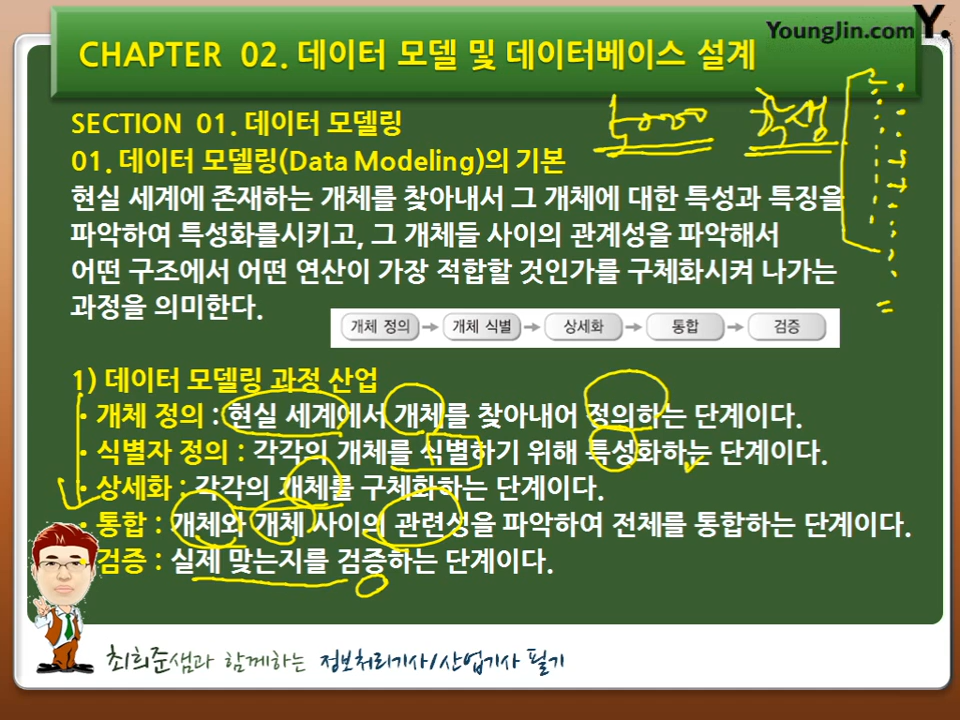 YoungJin.com Y.
CHAPTER 02. 데이터 모델 및 데이터베이스 설계
SECTION 01. 데이터 모델링
학생
01. 데이터 모델링(Data Modeling)의 기본
현실 세계에 존재하는 개체를 찾아내서 그 개체에 대한 특성과 특징을
파악하여 특성화를시키고, 그 개체들 사이의 관계성을 파악해서
어떤 구조에서 어떤 연산이 가장 적합할 것인가를 구체화시켜 나가는
과정을 의미한다.
개체 정의 → 개체 식별 → 상세화 → 통합 → 검증
1) 데이터 모델링 과정 산업
• 개체 정의 : 현실 세계에서 개체를 찾아내어 정의하는 단계이다.
• 식별자 정의 : 각각의 개체를 식별하기 위해 특성화하는 단계이다.
• 상세화 : 각각의 개체를 구체화하는 단계이다.
• 통합 : 개체와 개체 사이의 관련성을 파악하여 전체를 통합하는 단계이다.
• 검증 : 실제 맞는지를 검증하는 단계이다.
최희준샘과 함께하는 정보처리기사/산업기사 필기